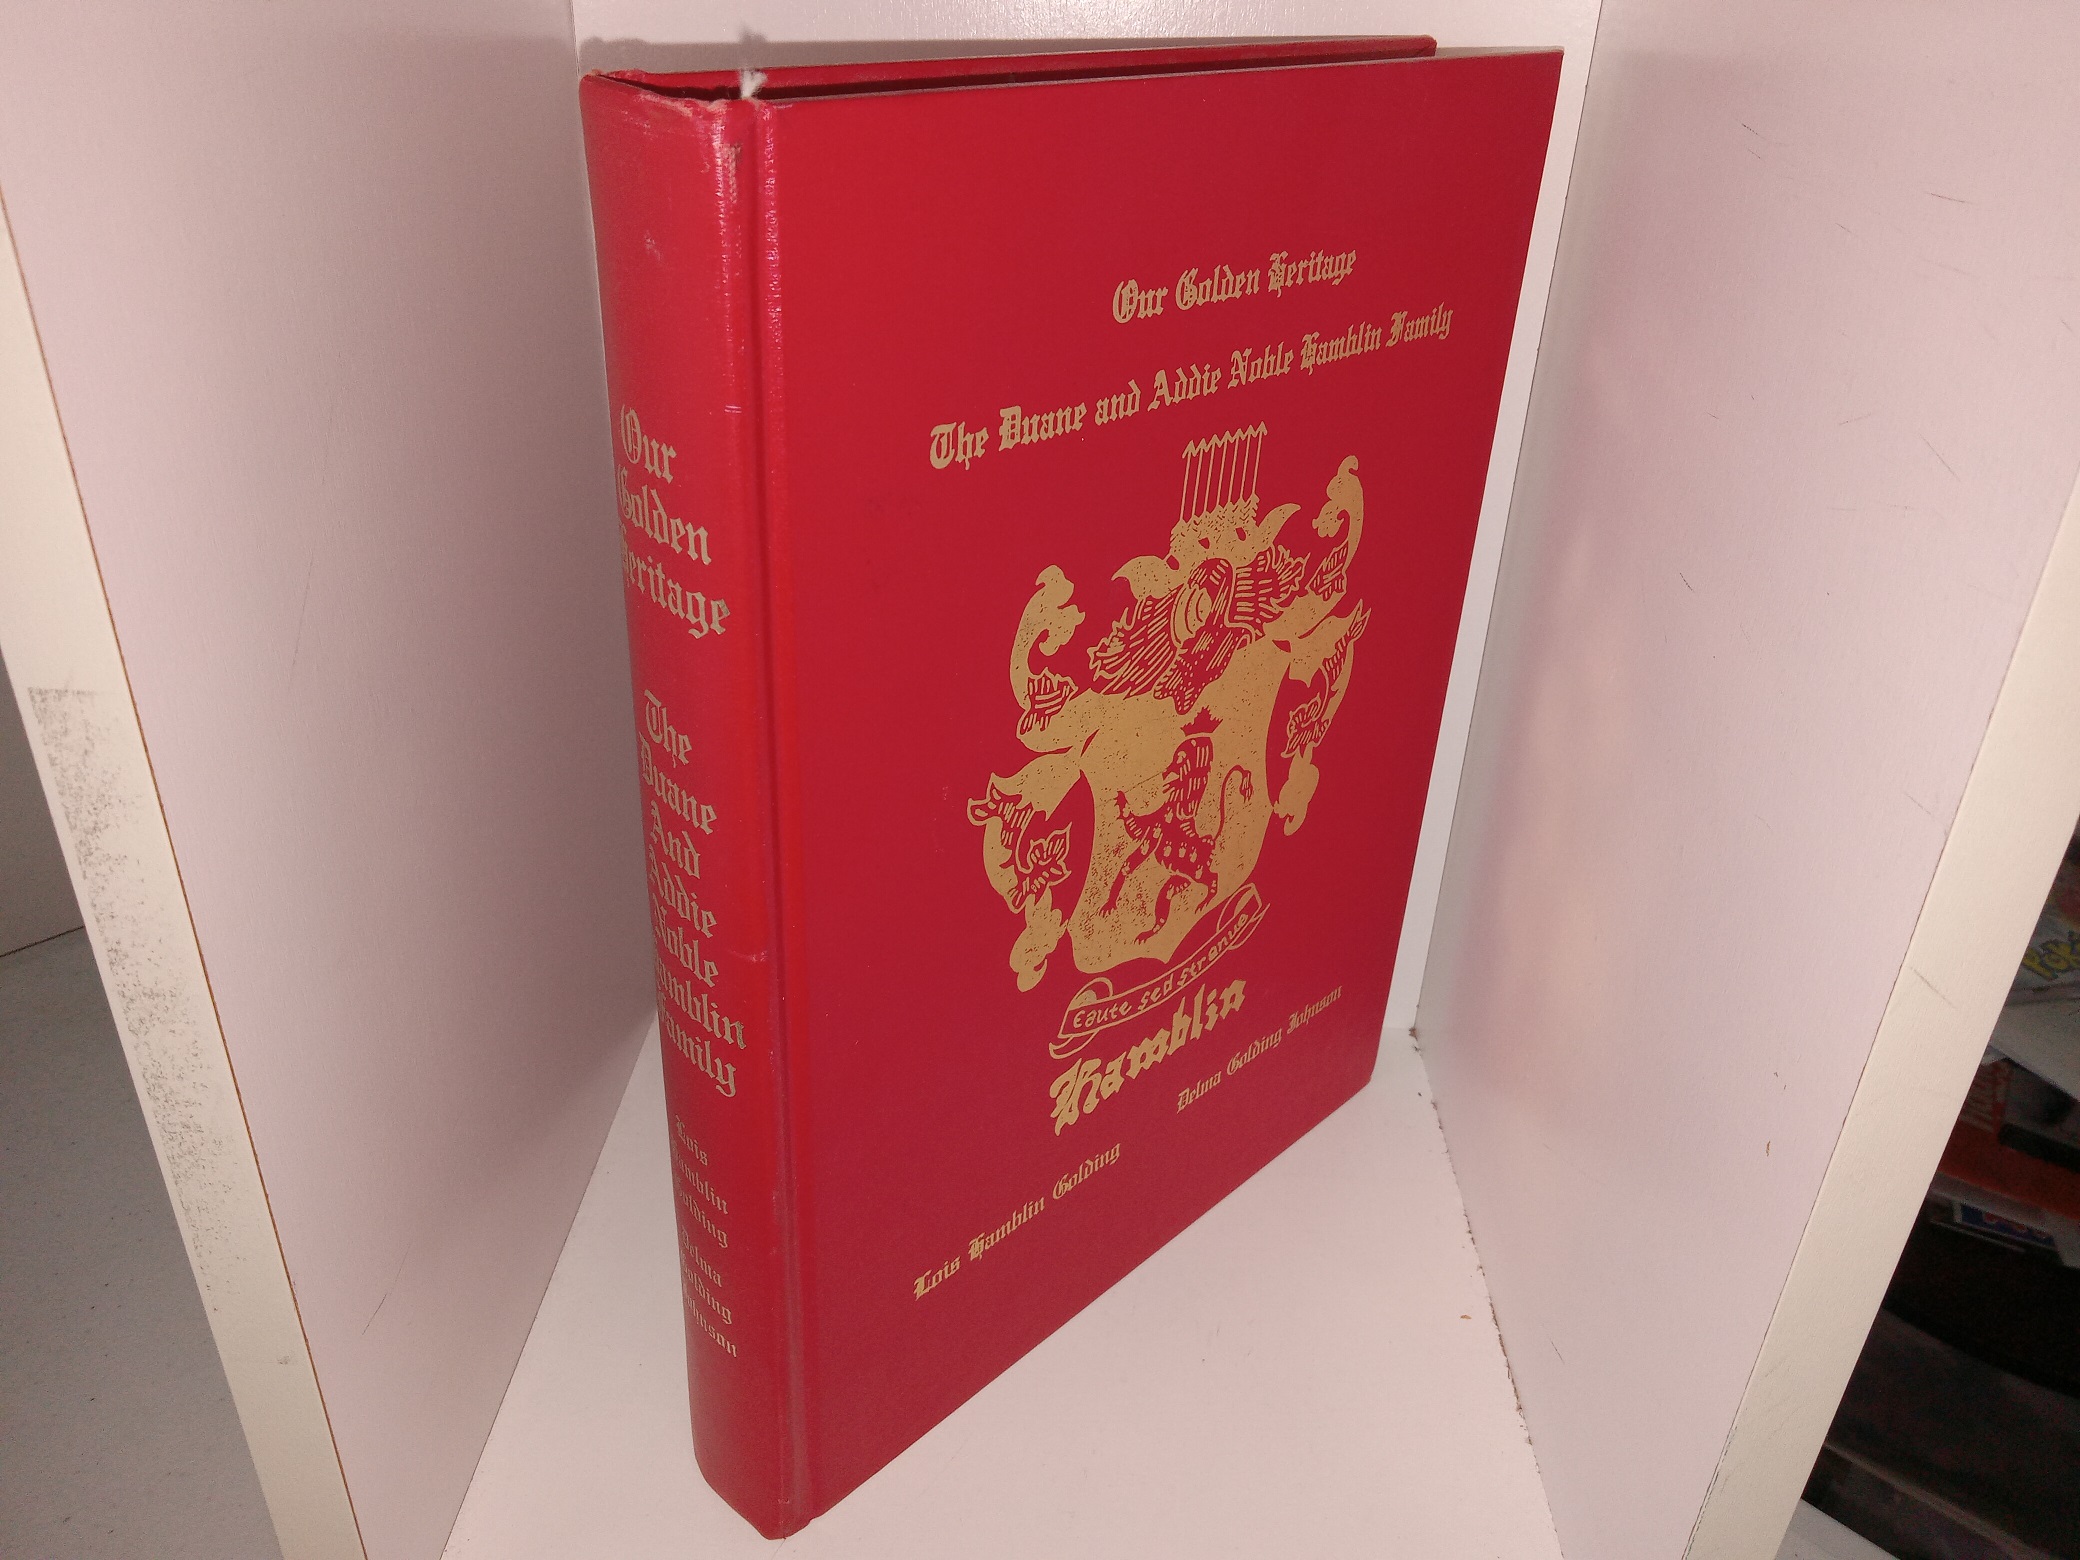 Our Golden Heritage
The Duane and Addie Noble Hamblin Family
Caute sed Strenue
Hamblin
Lois Hamblin Golding
Delma Golding Johnson
Our
Golden
Heritage
The
Duane
And
Addie
Noble
Hamblin
Family
Lois
Hamblin
Golding
Delma
Golding
Johnson